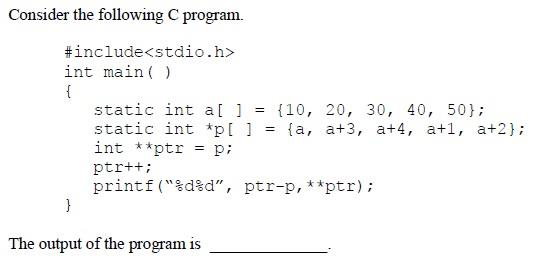 Consider the following C program.
#include<stdio.h>
int main( )
{
static int a[ ] = {10, 20, 30, 40, 50};
static int *p[ ] = {a, a+3, a+4, a+1, a+2};
int **ptr = p;
ptr++;
printf(“%d%d”, ptr-p,**ptr);
}
The output of the program is ______________.